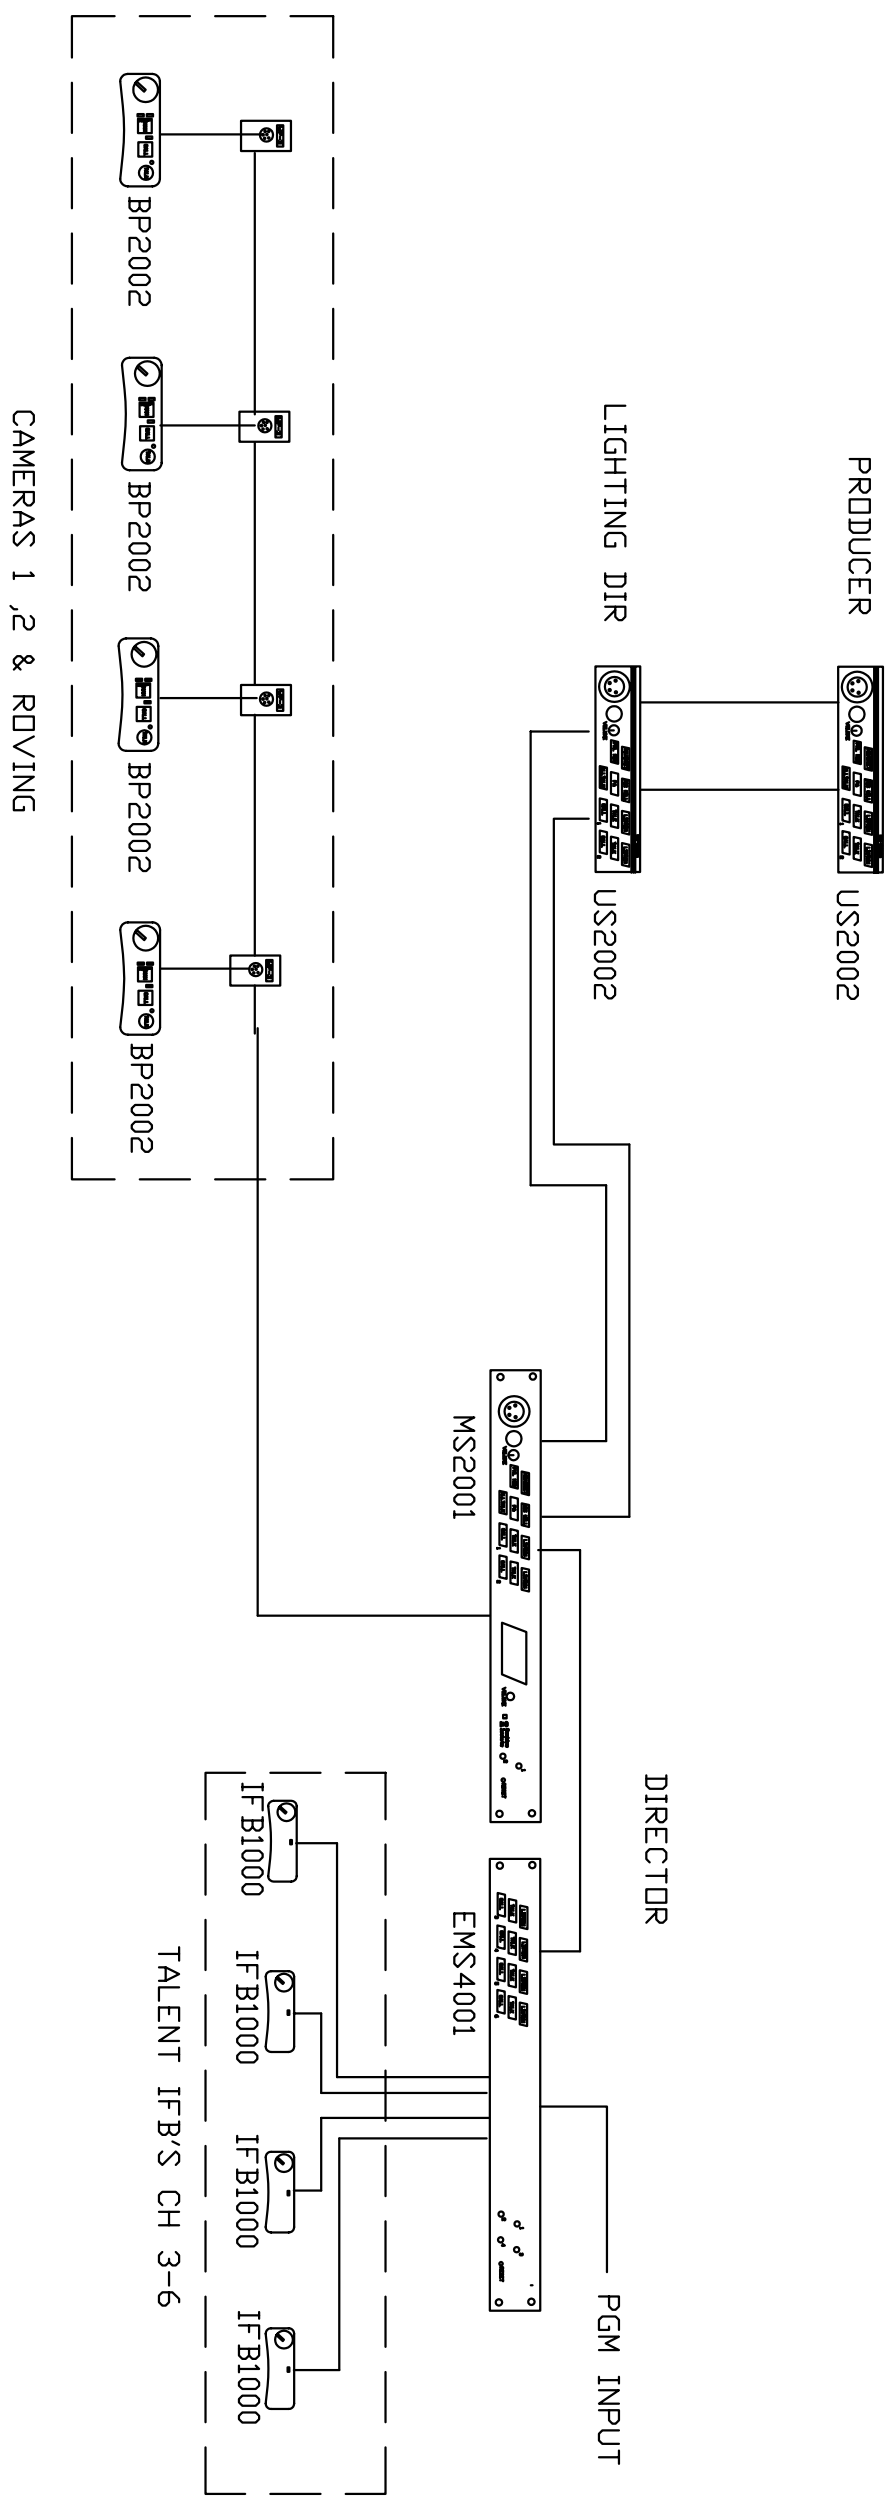 PRODUCER
US2002
LIGHTING DIR
US2002
DIRECTOR
PGM INPUT
MS2001
EMS4001
BP2002
BP2002
BP2002
BP2002
CAMERAS 1 ,2 & ROVING
IFB1000
IFB1000
IFB1000
IFB1000
TALENT IFB'S CH 3-6